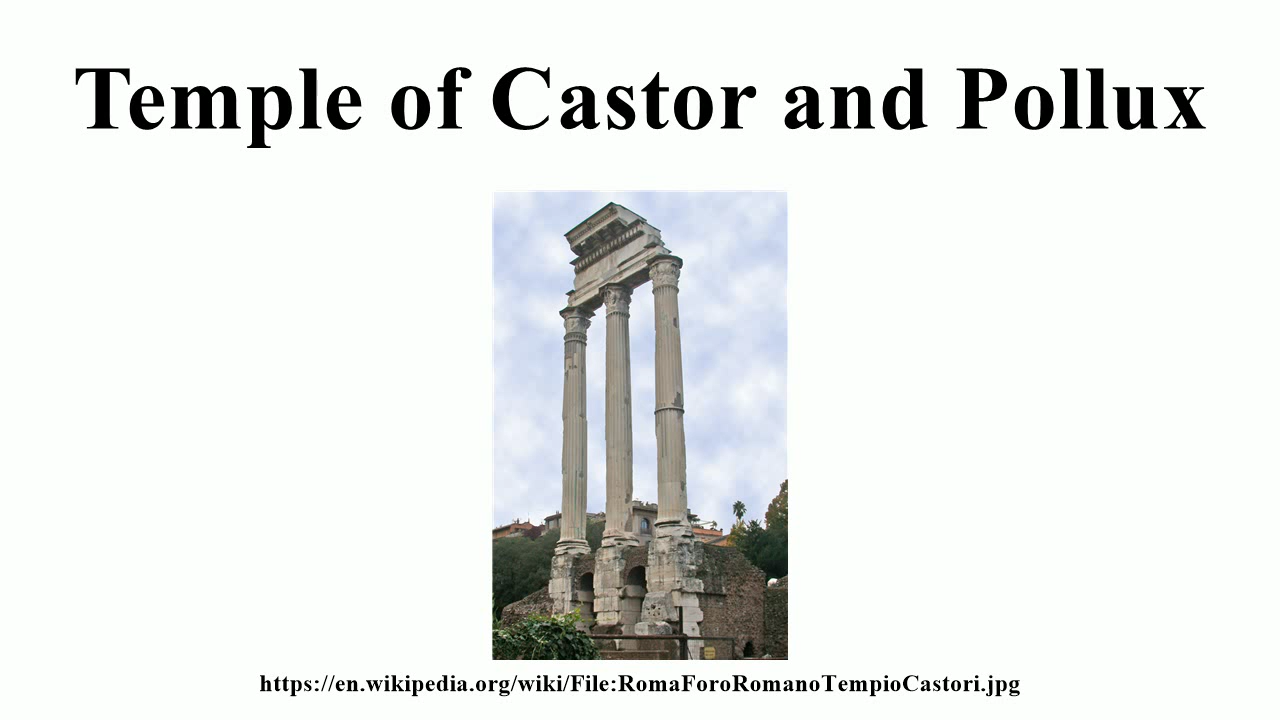 Temple of Castor and Pollux
https://en.wikipedia.org/wiki/File:RomaForoRomanoTempioCastori.jpg